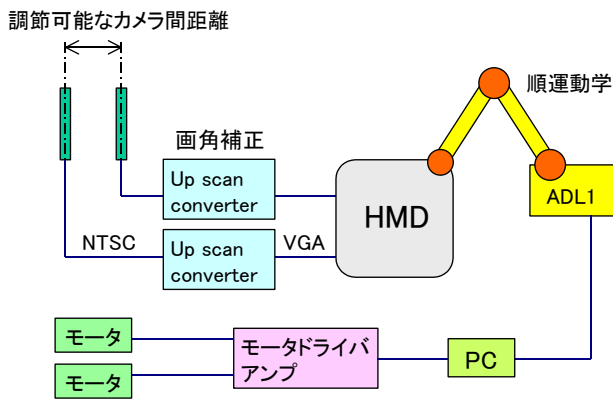 調節可能なカメラ間距離
順運動学
画角補正
Up scan
converter
HMD
ADL1
NTSC
Up scan
converter
VGA
モータ
モータドライバ
アンプ
PC
モータ